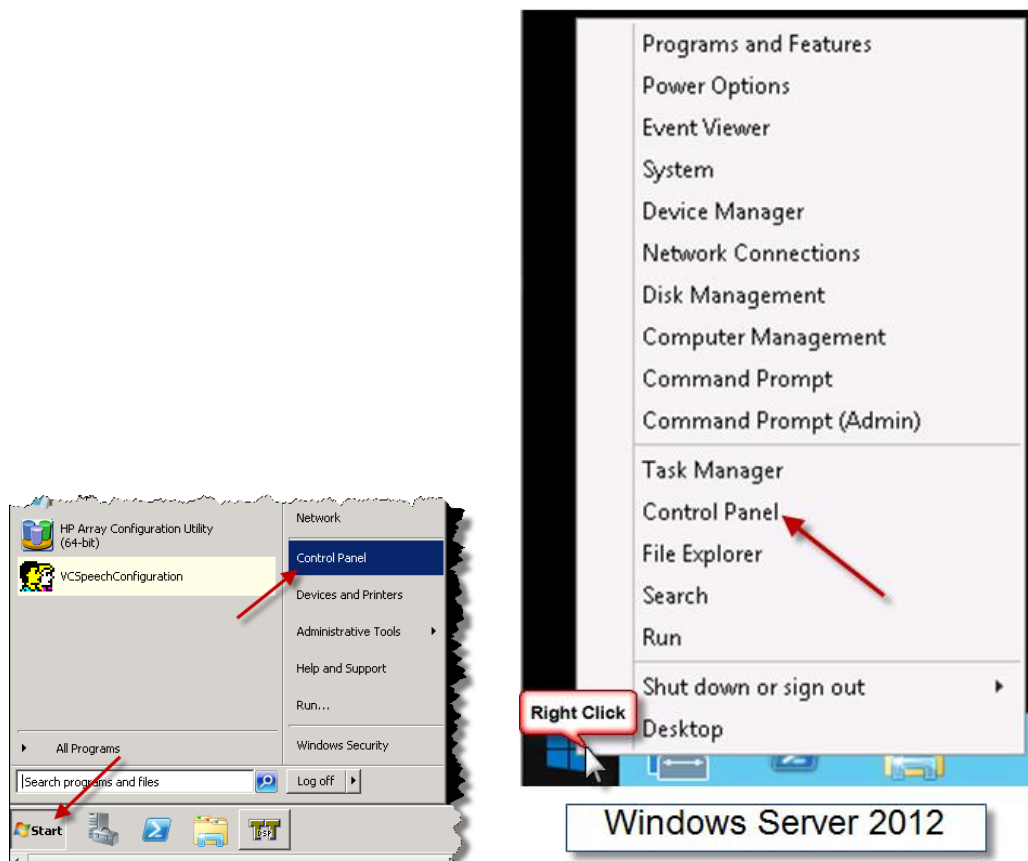 HP Array Configuration Utility
(64-bit)
VCSpeechConfiguration
All Programs
Search programs and files
Network
Control Panel
Devices and Printers
Administrative Tools
Help and Support
Run...
Windows Security
Log off
Start
Programs and Features
Power Options
Event Viewer
System
Device Manager
Network Connections
Disk Management
Computer Management
Command Prompt
Command Prompt (Admin)
Task Manager
Control Panel
File Explorer
Search
Run
Shut down or sign out
Desktop
Right Click
Windows Server 2012